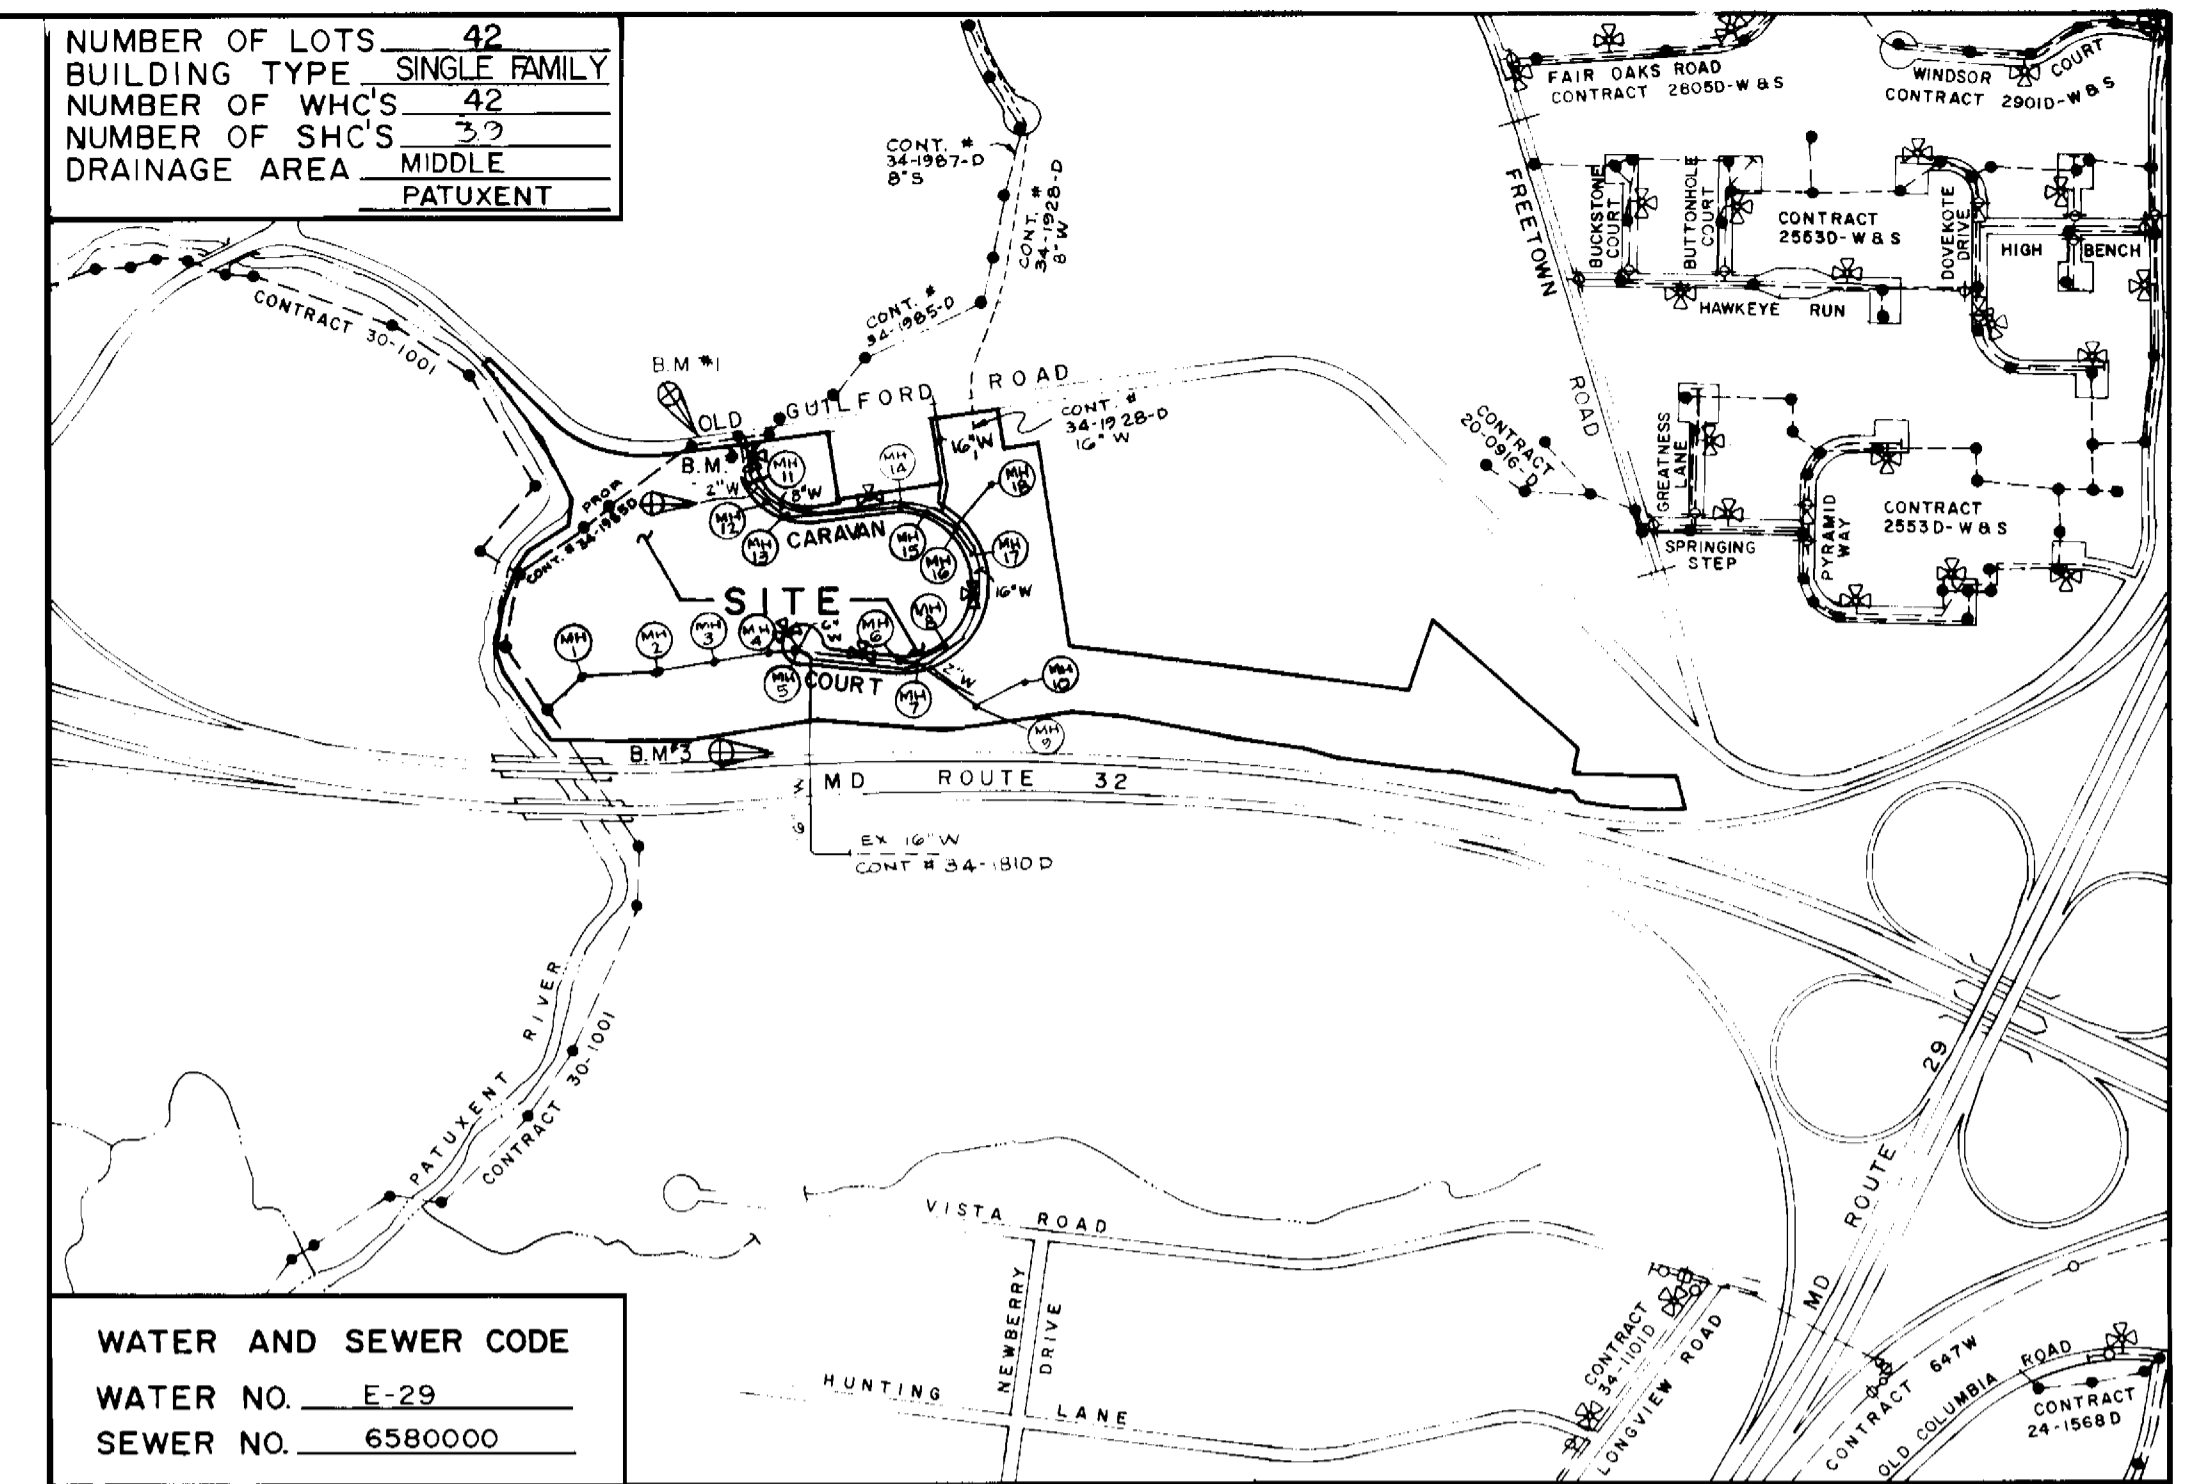 NUMBER OF LOTS 42
BUILDING TYPE SINGLE FAMILY
NUMBER OF WHC'S 42
NUMBER OF SHC'S 39
DRAINAGE AREA MIDDLE
PATUXENT
FAIR OAKS ROAD
CONTRACT 2805D-W & S
WINDSOR COURT
CONTRACT 2901D-W & S
CONT. #
34-1987-D
8"S
CONT. #
34-1928-D
8"W
FREETOWN ROAD
BUCKSTONE
COURT
BUTTONHOLE
COURT
CONTRACT
2553D-W & S
DOVEKOTE
DRIVE
HIGH BENCH
HAWKEYE RUN
CONTRACT 30-1001
CONT. #
34-1985-D
B.M #1
OLD GUILFORD ROAD
CONT. #
34-1928-D
16" W
16"W
CONTRACT
20-0916-D
GREATNESS
LANE
SPRINGING
STEP
PYRAMID
WAY
CONTRACT
2553D-W & S
B.M.
PROP
CONT. # 34-1985D
2"W
8"W
MH
11
MH
12
MH
13
MH
14
MH
15
MH
16
MH
17
MH
18
CARAVAN
16"W
SITE
MH
1
MH
2
MH
3
MH
4
6"
W
MH
6
MH
8
MH
5
COURT
MH
7
2"W
MH
10
MH
9
B.M#3
MD ROUTE 32
EX 16"W
CONT # 34-1810D
PATUXENT RIVER
CONTRACT 30-1001
VISTA ROAD
NEWBERRY
DRIVE
HUNTING LANE
MD ROUTE 29
CONTRACT
34-1101D
LONGVIEW ROAD
CONTRACT 647W
OLD COLUMBIA ROAD
CONTRACT
24-1568D
WATER AND SEWER CODE
WATER NO. E-29
SEWER NO. 6580000